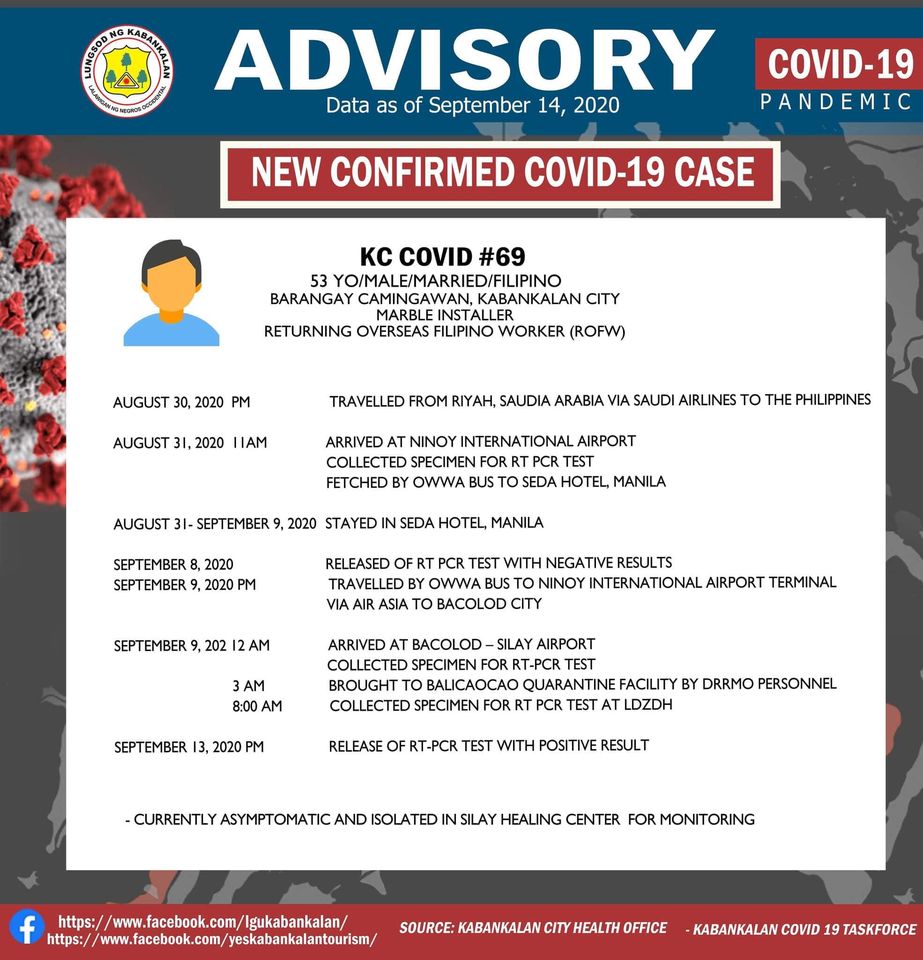 LUNGSOD NG KABANKALAN
LALAWIGAN NG NEGROS OCCIDENTAL
ADVISORY
Data as of September 14, 2020
COVID-19
PANDEMIC
NEW CONFIRMED COVID-19 CASE
KC COVID #69
53 YO/MALE/MARRIED/FILIPINO
BARANGAY CAMINGAWAN, KABANKALAN CITY
MARBLE INSTALLER
RETURNING OVERSEAS FILIPINO WORKER (ROFW)
AUGUST 30, 2020 PM TRAVELLED FROM RIYAH, SAUDIA ARABIA VIA SAUDI AIRLINES TO THE PHILIPPINES
AUGUST 31, 2020 11AM ARRIVED AT NINOY INTERNATIONAL AIRPORT
COLLECTED SPECIMEN FOR RT PCR TEST
FETCHED BY OWWA BUS TO SEDA HOTEL, MANILA
AUGUST 31- SEPTEMBER 9, 2020 STAYED IN SEDA HOTEL, MANILA
SEPTEMBER 8, 2020 RELEASED OF RT PCR TEST WITH NEGATIVE RESULTS
SEPTEMBER 9, 2020 PM TRAVELLED BY OWWA BUS TO NINOY INTERNATIONAL AIRPORT TERMINAL
VIA AIR ASIA TO BACOLOD CITY
SEPTEMBER 9, 202 12 AM ARRIVED AT BACOLOD – SILAY AIRPORT
COLLECTED SPECIMEN FOR RT-PCR TEST
3 AM BROUGHT TO BALICAOCAO QUARANTINE FACILITY BY DRRMO PERSONNEL
8:00 AM COLLECTED SPECIMEN FOR RT PCR TEST AT LDZDH
SEPTEMBER 13, 2020 PM RELEASE OF RT-PCR TEST WITH POSITIVE RESULT
- CURRENTLY ASYMPTOMATIC AND ISOLATED IN SILAY HEALING CENTER FOR MONITORING
https://www.facebook.com/lgukabankalan/
https://www.facebook.com/yeskabankalantourism/
SOURCE: KABANKALAN CITY HEALTH OFFICE - KABANKALAN COVID 19 TASKFORCE